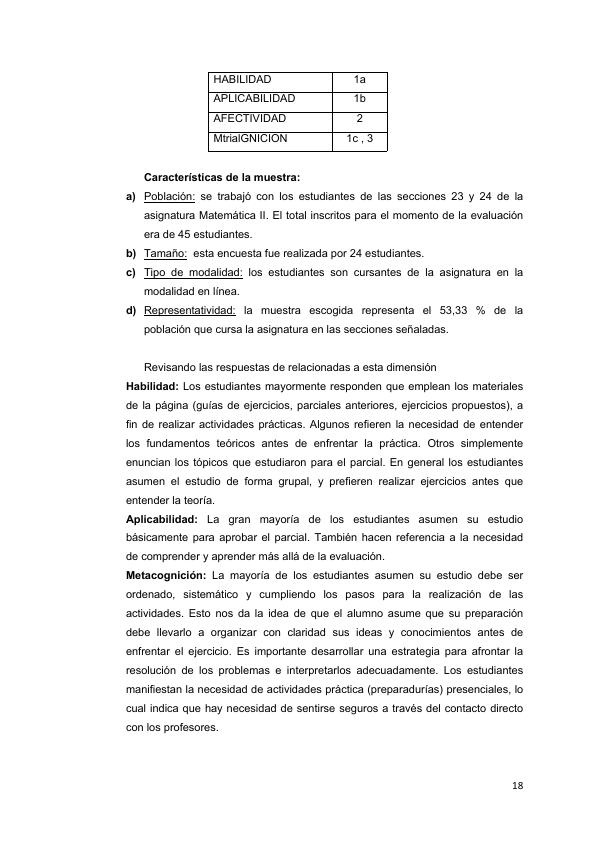 HABILIDAD 1a
APLICABILIDAD 1b
AFECTIVIDAD 2
MtrialGNICION 1c , 3
Características de la muestra:
a) Población: se trabajó con los estudiantes de las secciones 23 y 24 de la
asignatura Matemática II. El total inscritos para el momento de la evaluación
era de 45 estudiantes.
b) Tamaño: esta encuesta fue realizada por 24 estudiantes.
c) Tipo de modalidad: los estudiantes son cursantes de la asignatura en la
modalidad en línea.
d) Representatividad: la muestra escogida representa el 53,33 % de la
población que cursa la asignatura en las secciones señaladas.
Revisando las respuestas de relacionadas a esta dimensión
Habilidad: Los estudiantes mayormente responden que emplean los materiales
de la página (guías de ejercicios, parciales anteriores, ejercicios propuestos), a
fin de realizar actividades prácticas. Algunos refieren la necesidad de entender
los fundamentos teóricos antes de enfrentar la práctica. Otros simplemente
enuncian los tópicos que estudiaron para el parcial. En general los estudiantes
asumen el estudio de forma grupal, y prefieren realizar ejercicios antes que
entender la teoría.
Aplicabilidad: La gran mayoría de los estudiantes asumen su estudio
básicamente para aprobar el parcial. También hacen referencia a la necesidad
de comprender y aprender más allá de la evaluación.
Metacognición: La mayoría de los estudiantes asumen su estudio debe ser
ordenado, sistemático y cumpliendo los pasos para la realización de las
actividades. Esto nos da la idea de que el alumno asume que su preparación
debe llevarlo a organizar con claridad sus ideas y conocimientos antes de
enfrentar el ejercicio. Es importante desarrollar una estrategia para afrontar la
resolución de los problemas e interpretarlos adecuadamente. Los estudiantes
manifiestan la necesidad de actividades pràctica (preparadurías) presenciales, lo
cual indica que hay necesidad de sentirse seguros a través del contacto directo
con los profesores.
18